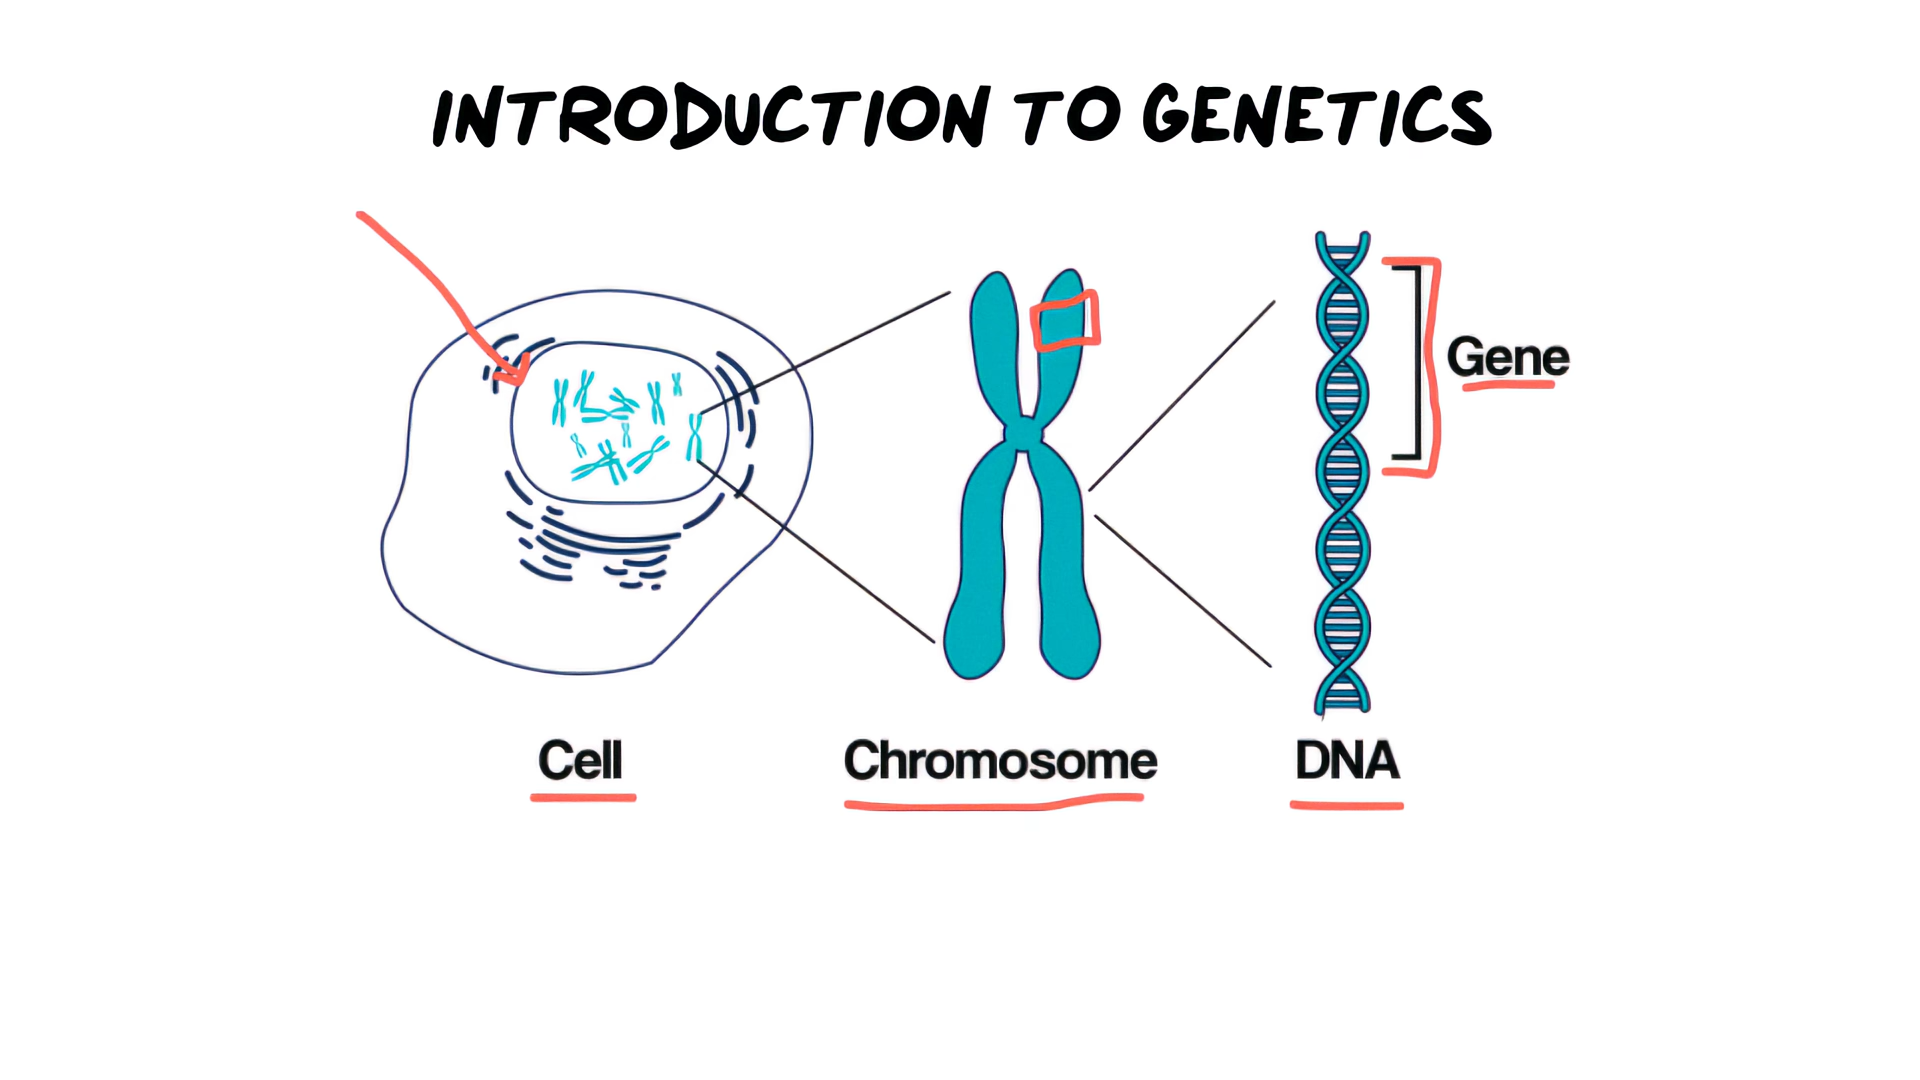 INTRODUCTION TO GENETICS
Gene
Cell
Chromosome
DNA